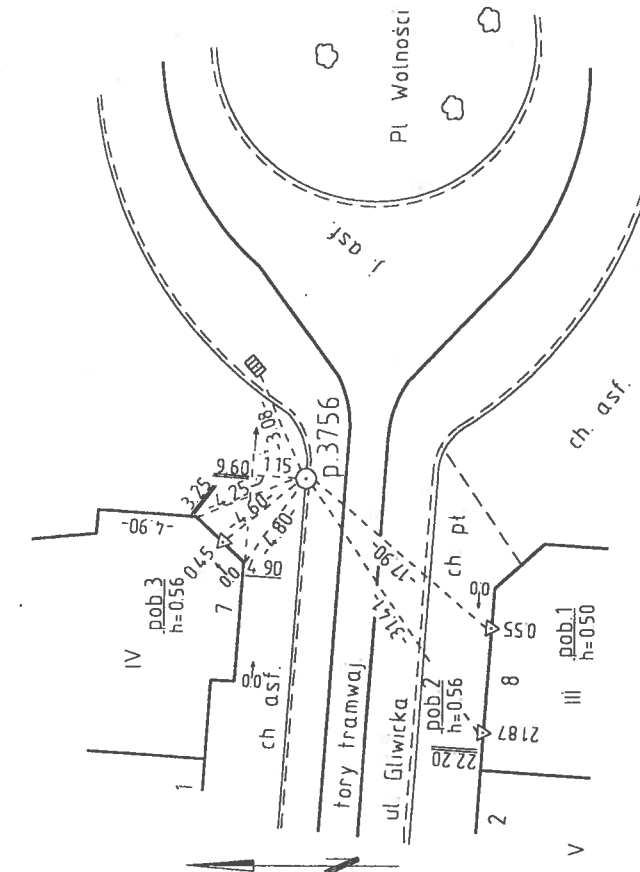 Pl Wolności
j. asf.
ch. asf.
p.3756
3.08
1.15
9.60
3.25
4.25
4.60
4.80
-4.90-
0.45
0.0
4.90
7
pob.3
h=0.56
IV
0.0
ch asf.
1
tory tramwaj
ul. Gliwicka
17.90
31.41
ch pł
0.0
0.55
pob.1
h=0.50
8
III
pob.2
h=0.56
22.20
21.87
2
V